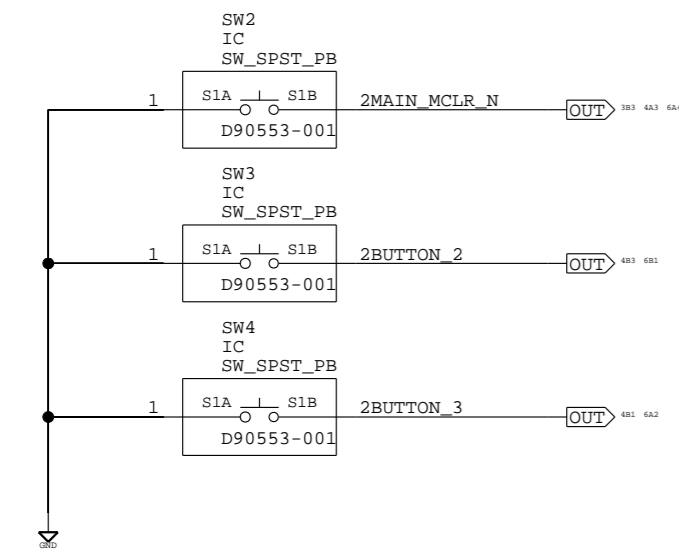 SW2
IC
SW_SPST_PB
1 S1A S1B 2MAIN_MCLR_N OUT 3B3 4A3 6A4
D90553-001
SW3
IC
SW_SPST_PB
1 S1A S1B 2BUTTON_2 OUT 4B3 6B1
D90553-001
SW4
IC
SW_SPST_PB
1 S1A S1B 2BUTTON_3 OUT 4B1 6A2
D90553-001
GND